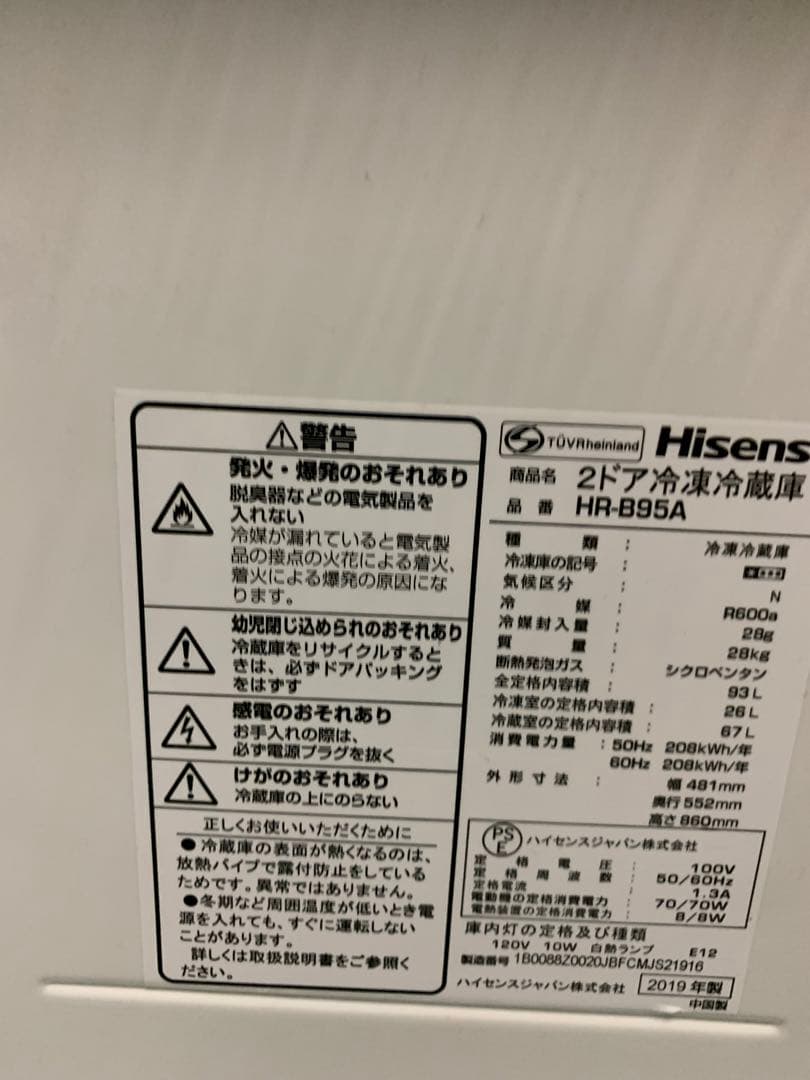 警告
発火・爆発のおそれあり
脱臭器などの電気製品を
入れない
冷媒が漏れていると電気製
品の接点の火花による着火、
着火による爆発の原因にな
ります。
幼児閉じ込められのおそれあり
冷蔵庫をリサイクルすると
きは、必ずドアパッキング
をはずす
感電のおそれあり
お手入れの際は、
必ず電源プラグを抜く
けがのおそれあり
冷蔵庫の上にのらない
正しくお使いいただくために
●冷蔵庫の表面が熱くなるのは、
放熱パイプで露付防止をしている
ためです。異常ではありません。
●冬期など周囲温度が低いとき電
源を入れても、すぐに運転しない
ことがあります。
詳しくは取扱説明書をご参照く
ださい。
TÜVRheinland Hisens
商品名 2ドア冷凍冷蔵庫
品番 HR-B95A
種類 : 冷凍冷蔵庫
冷凍庫の記号 :
気候区分 : N
冷媒 : R600a
冷媒封入量 : 28g
質量 : 28kg
断熱発泡ガス : シクロペンタン
全定格内容積 : 93L
冷凍室の定格内容積 : 26L
冷蔵室の定格内容積 : 67L
消費電力量 : 50Hz 208kWh/年
60Hz 208kWh/年
外形寸法 : 幅 481mm
奥行 552mm
高さ 860mm
PSE ハイセンスジャパン株式会社
定格電圧 : 100V
定格周波数 : 50/60Hz
定格電流 : 1.3A
電動機の定格消費電力 : 70/70W
電熱装置の定格消費電力 : 8/8W
庫内灯の定格及び種類
120V 10W 白熱ランプ E12
製造番号 1B0088Z0020JBFCMJS21916
ハイセンスジャパン株式会社 2019年製
中国製